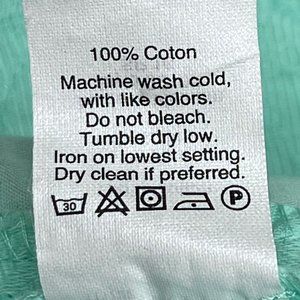 100% Coton
Machine wash cold,
with like colors.
Do not bleach.
Tumble dry low.
Iron on lowest setting.
Dry clean if preferred.
30 P